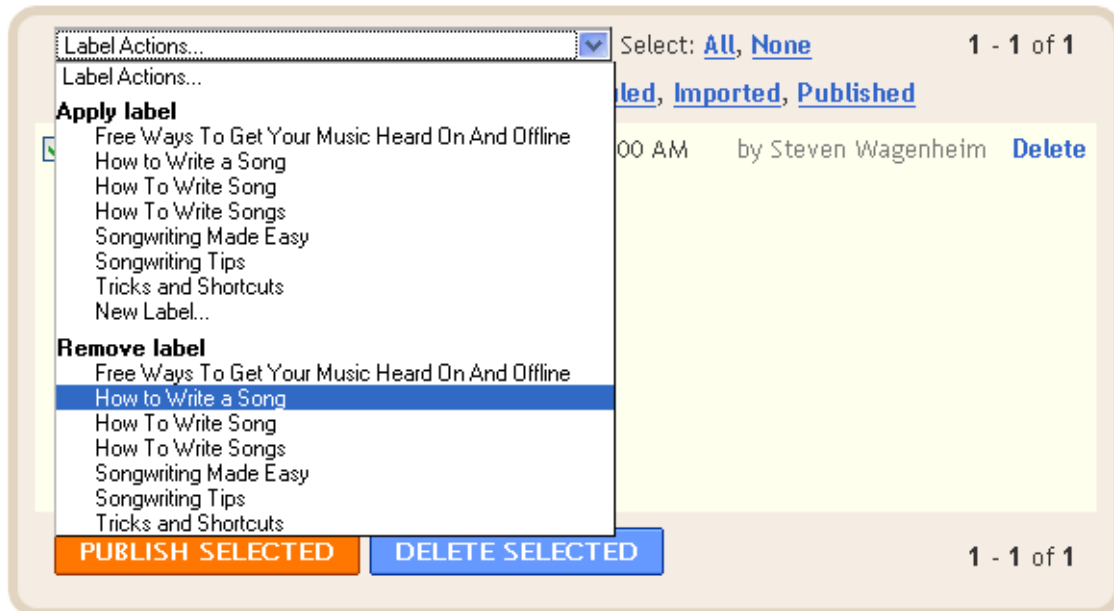 Label Actions... Select: All, None 1 - 1 of 1
Label Actions...
Imported, Published
Apply label
Free Ways To Get Your Music Heard On And Offline
00 AM by Steven Wagenheim Delete
How to Write a Song
How To Write Song
How To Write Songs
Songwriting Made Easy
Songwriting Tips
Tricks and Shortcuts
New Label...
Remove label
Free Ways To Get Your Music Heard On And Offline
How to Write a Song
How To Write Song
How To Write Songs
Songwriting Made Easy
Songwriting Tips
Tricks and Shortcuts
PUBLISH SELECTED DELETE SELECTED 1 - 1 of 1